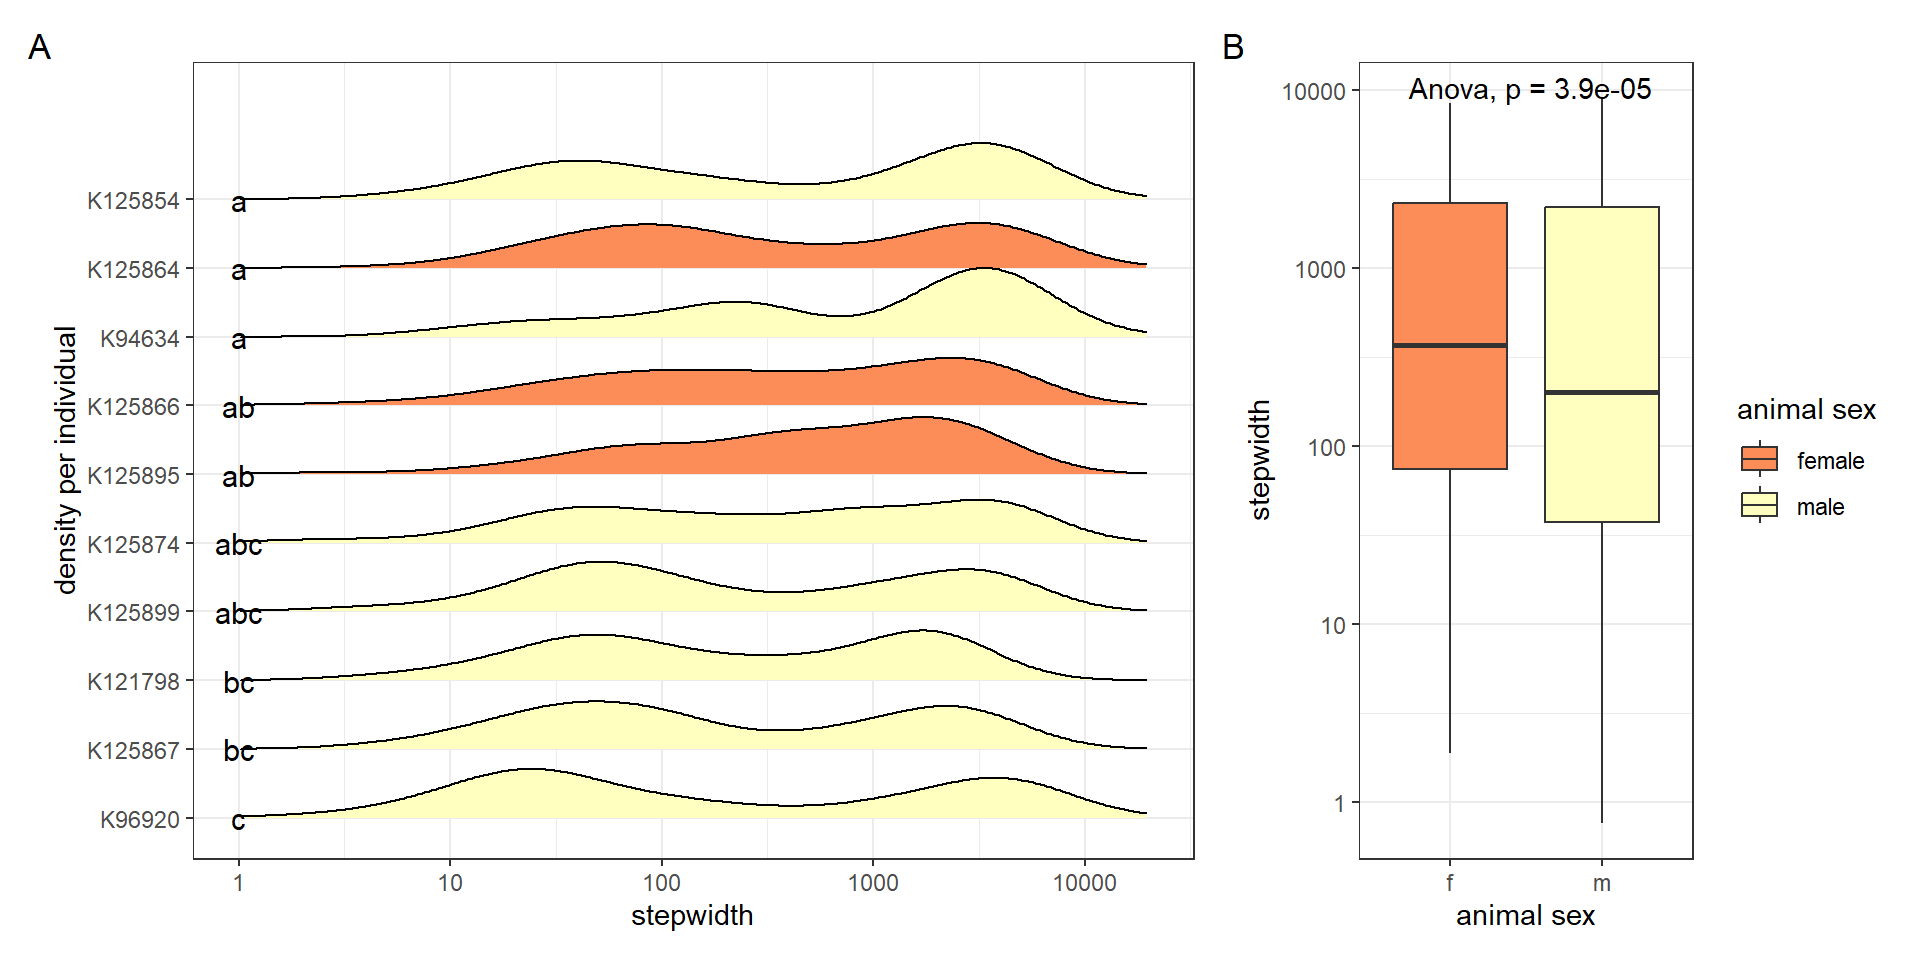 A
density per individual
K125854
a
K125864
a
K94634
a
K125866
ab
K125895
ab
K125874
abc
K125899
abc
K121798
bc
K125867
bc
K96920
c
1 10 100 1000 10000
stepwidth
B
Anova, p = 3.9e-05
stepwidth
10000
1000
100
10
1
f m
animal sex
animal sex
female
male